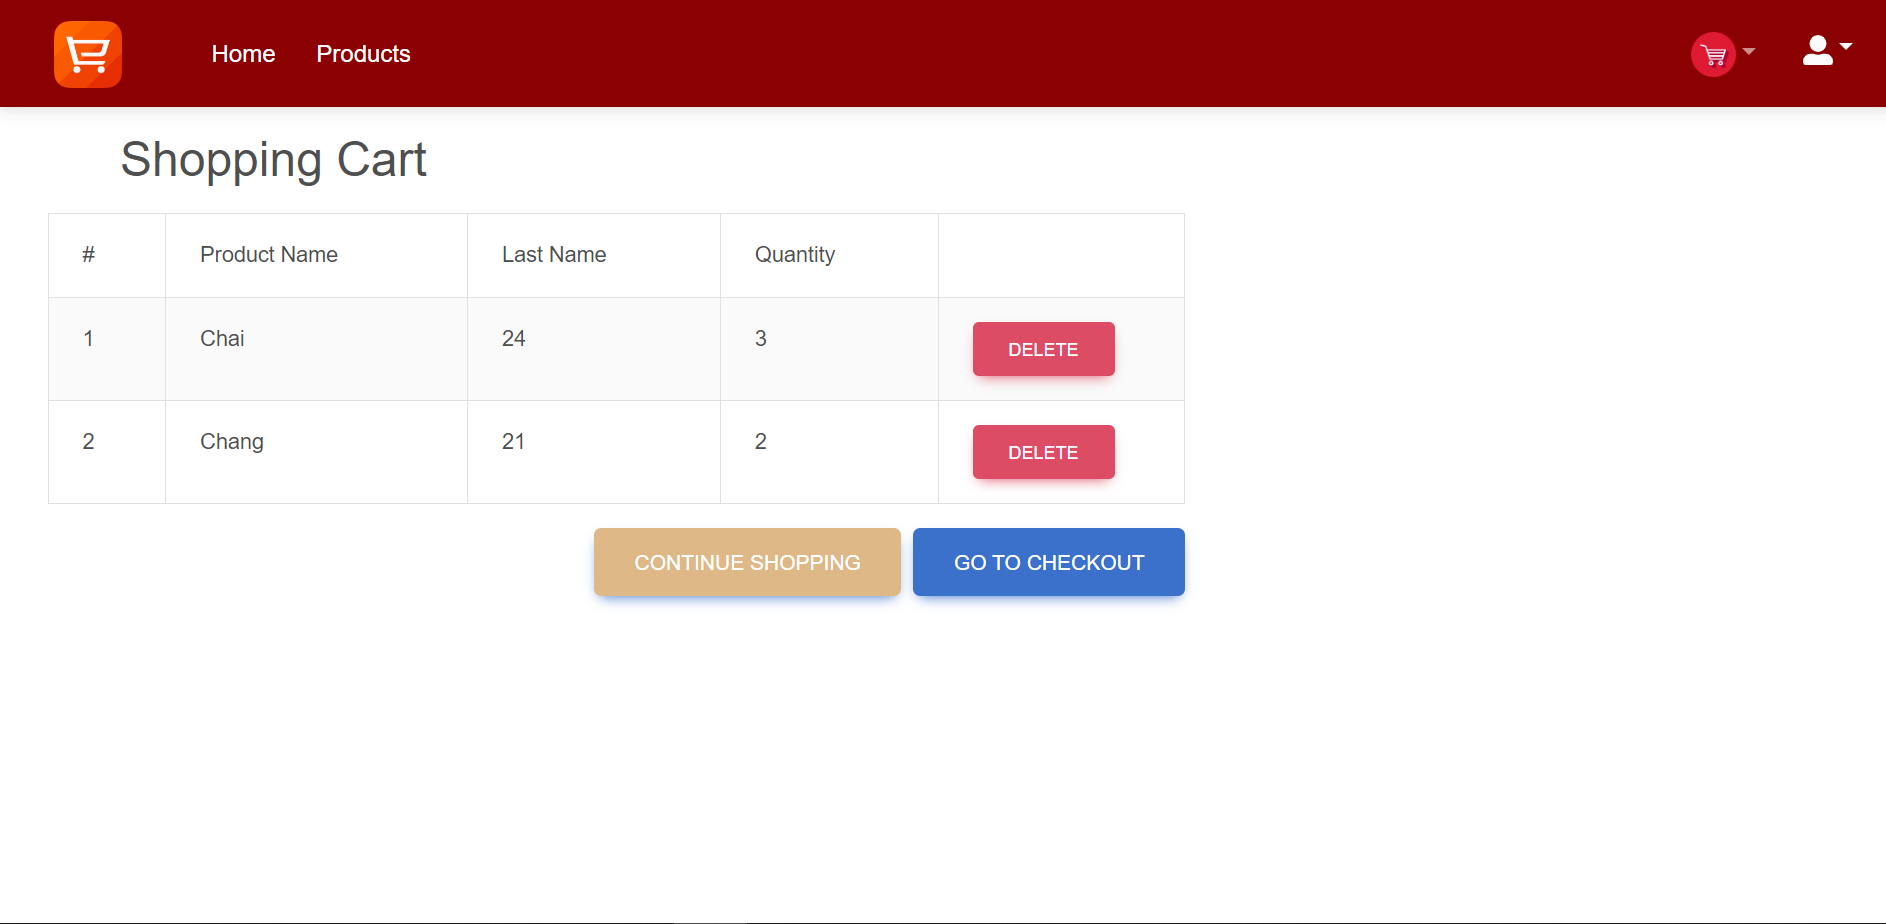 Home Products
Shopping Cart
# Product Name Last Name Quantity
1 Chai 24 3 DELETE
2 Chang 21 2 DELETE
CONTINUE SHOPPING GO TO CHECKOUT